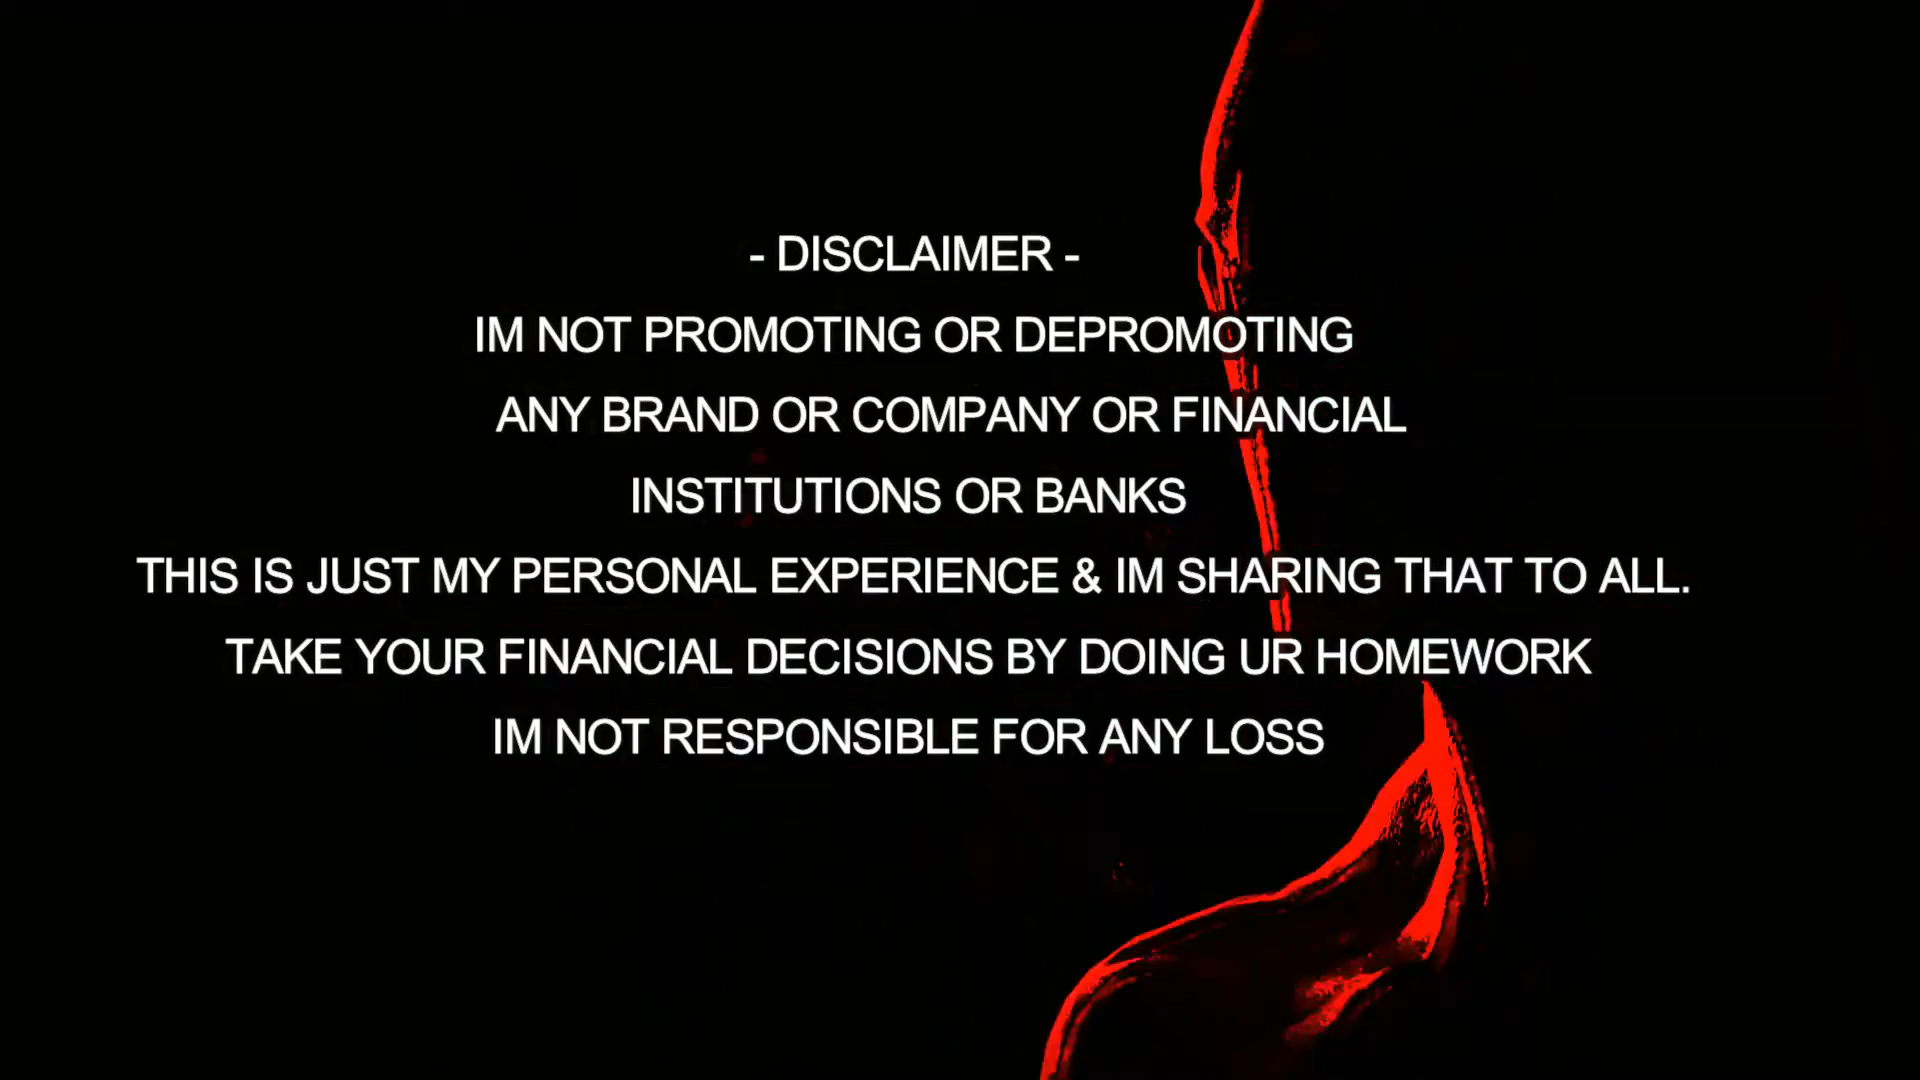 - DISCLAIMER -
IM NOT PROMOTING OR DEPROMOTING
ANY BRAND OR COMPANY OR FINANCIAL
INSTITUTIONS OR BANKS
THIS IS JUST MY PERSONAL EXPERIENCE & IM SHARING THAT TO ALL.
TAKE YOUR FINANCIAL DECISIONS BY DOING UR HOMEWORK
IM NOT RESPONSIBLE FOR ANY LOSS